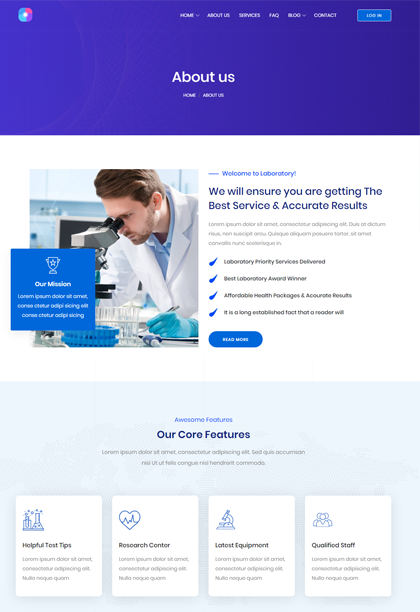 HOME ABOUT US SERVICES FAQ BLOG CONTACT LOG IN
About us
HOME / ABOUT US
Welcome to Laboratory!
We will ensure you are getting The
Best Service & Accurate Results
Lorem ipsum dolor sit amet, consectetur adipiscing elit. Duis at dictum
risus, non suscipit arcu. Quisque aliquam posuere tortor, sit amet
convallis nunc scelerisque in.
Laboratory Priority Services Delivered
Best Laboratory Award Winner
Affordable Health Packages & Accourate Results
It is a long established fact that a reader will
READ MORE
Our Mission
Lorem ipsum dolor sit amet,
conse ctetur adipi sicing elit
conse ctetur adipi sicing
Awesome Features
Our Core Features
Lorem ipsum dolor sit amet, consectetur adipiscing elit. Sed quis accumsan
nisi Ut ut felis congue nisl hendrerit commodo.
Helpful Test Tips
Lorem ipsum dolor sit amet,
consectetur adipiscing elit.
Nulla neque quam
Research Center
Lorem ipsum dolor sit amet,
consectetur adipiscing elit.
Nulla neque quam
Latest Equipment
Lorem ipsum dolor sit amet,
consectetur adipiscing elit.
Nulla neque quam
Qualified Staff
Lorem ipsum dolor sit amet,
consectetur adipiscing elit.
Nulla neque quam